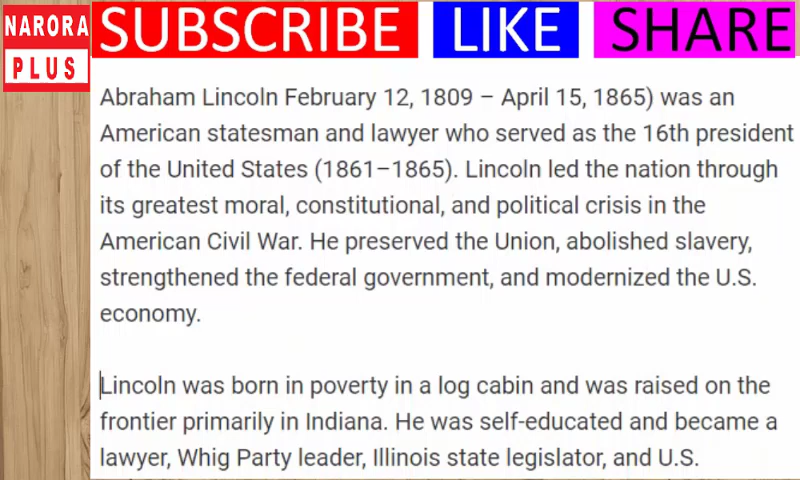 NARORA
PLUS
SUBSCRIBE LIKE SHARE
Abraham Lincoln February 12, 1809 – April 15, 1865) was an
American statesman and lawyer who served as the 16th president
of the United States (1861–1865). Lincoln led the nation through
its greatest moral, constitutional, and political crisis in the
American Civil War. He preserved the Union, abolished slavery,
strengthened the federal government, and modernized the U.S.
economy.
Lincoln was born in poverty in a log cabin and was raised on the
frontier primarily in Indiana. He was self-educated and became a
lawyer, Whig Party leader, Illinois state legislator, and U.S.